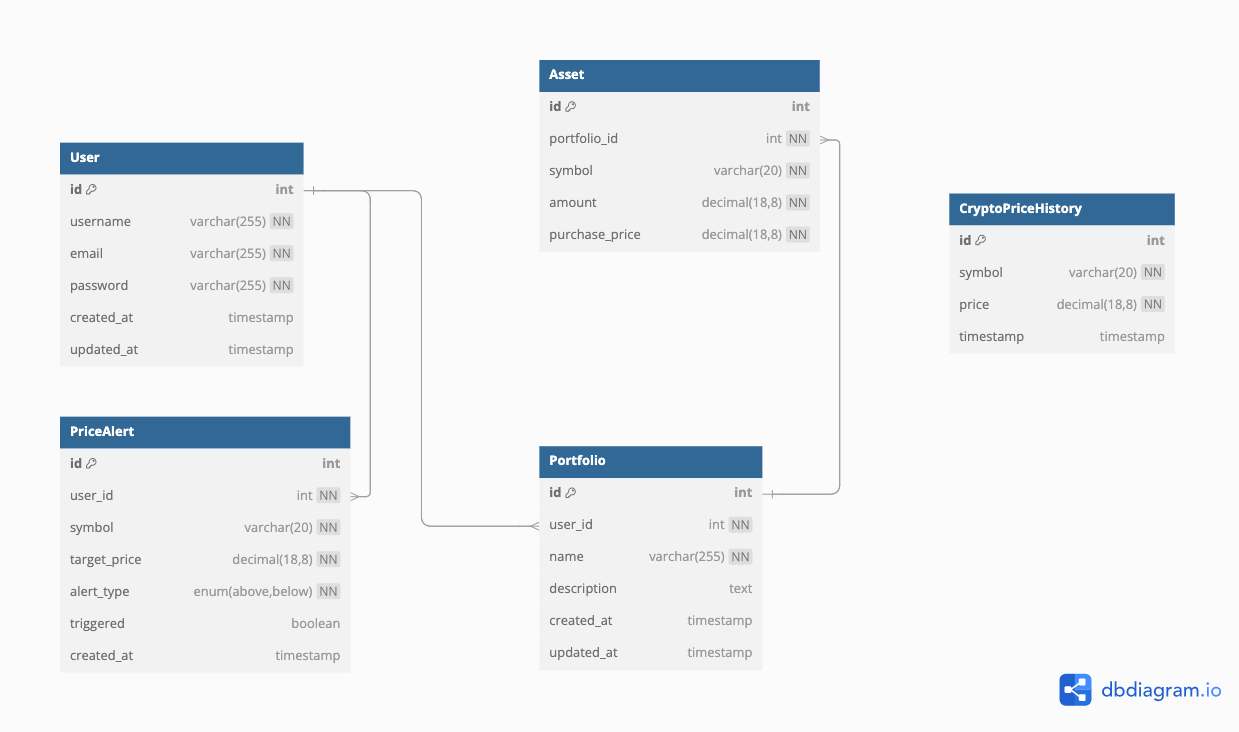 User
id int
username varchar(255) NN
email varchar(255) NN
password varchar(255) NN
created_at timestamp
updated_at timestamp
PriceAlert
id int
user_id int NN
symbol varchar(20) NN
target_price decimal(18,8) NN
alert_type enum(above,below) NN
triggered boolean
created_at timestamp
Asset
id int
portfolio_id int NN
symbol varchar(20) NN
amount decimal(18,8) NN
purchase_price decimal(18,8) NN
Portfolio
id int
user_id int NN
name varchar(255) NN
description text
created_at timestamp
updated_at timestamp
CryptoPriceHistory
id int
symbol varchar(20) NN
price decimal(18,8) NN
timestamp timestamp
dbdiagram.io